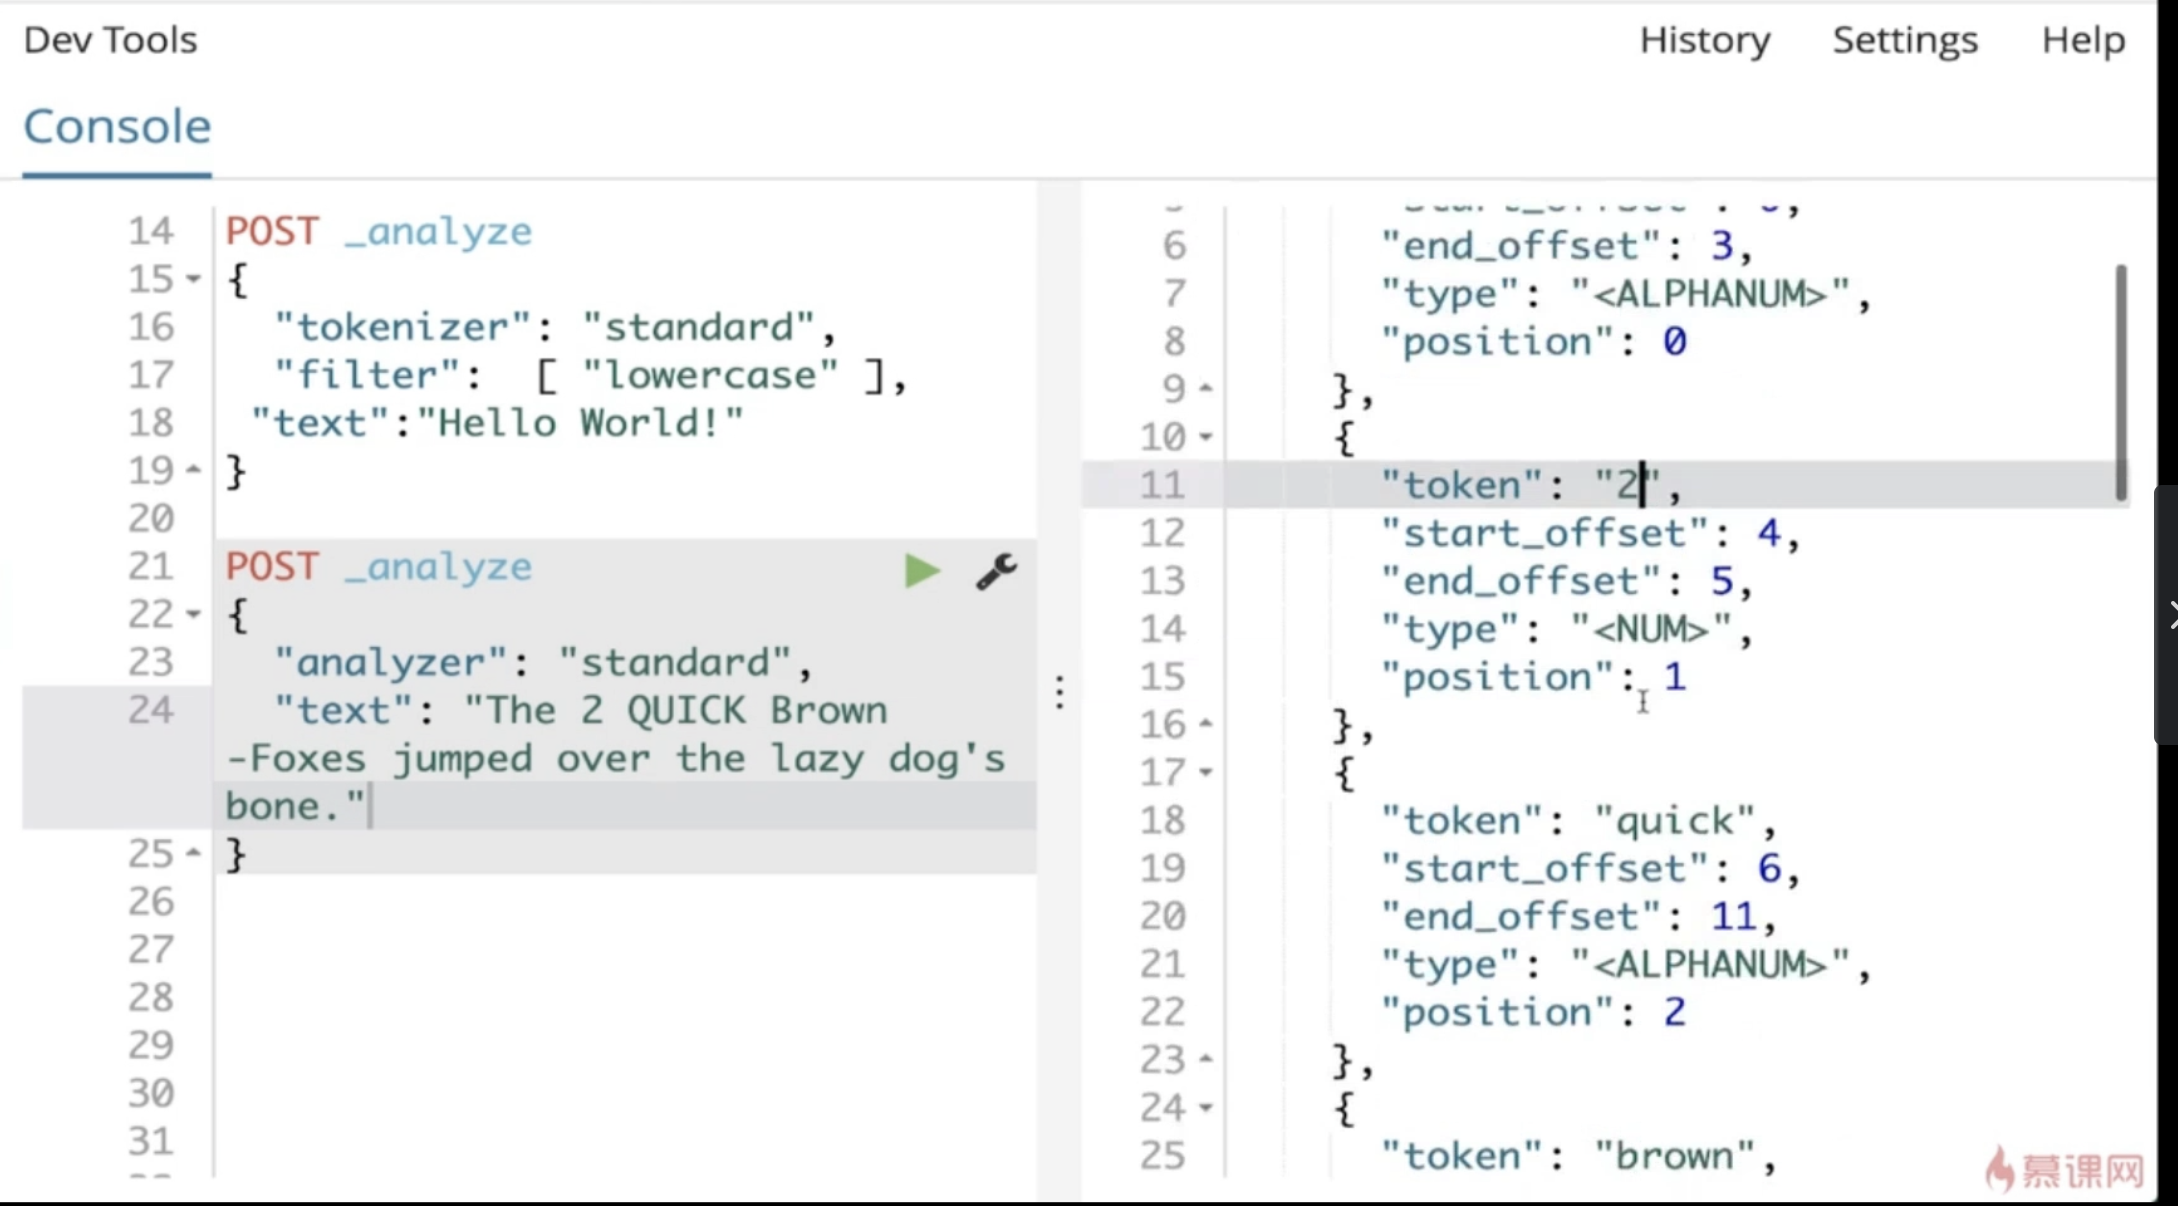 Dev Tools
History Settings Help
Console
14 POST _analyze
15 {
16 "tokenizer": "standard",
17 "filter": [ "lowercase" ],
18 "text":"Hello World!"
19 }
20
21 POST _analyze
22 {
23 "analyzer": "standard",
24 "text": "The 2 QUICK Brown
-Foxes jumped over the lazy dog's
bone."
25 }
26
27
28
29
30
31
6 "end_offset": 3,
7 "type": "<ALPHANUM>",
8 "position": 0
9 },
10 {
11 "token": "2",
12 "start_offset": 4,
13 "end_offset": 5,
14 "type": "<NUM>",
15 "position": 1
16 },
17 {
18 "token": "quick",
19 "start_offset": 6,
20 "end_offset": 11,
21 "type": "<ALPHANUM>",
22 "position": 2
23 },
24 {
25 "token": "brown",
慕课网